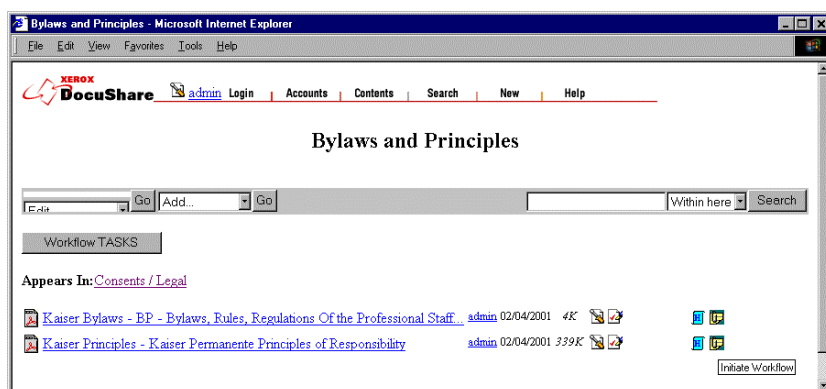 Bylaws and Principles - Microsoft Internet Explorer
File Edit View Favorites Tools Help
XEROX
DocuShare admin Login Accounts Contents Search New Help
Bylaws and Principles
Edit Go Add... Go Within here Search
Workflow TASKS
Appears In: Consents / Legal
Kaiser Bylaws - BP - Bylaws, Rules, Regulations Of the Professional Staff... admin 02/04/2001 4K
Kaiser Principles - Kaiser Permanente Principles of Responsibility admin 02/04/2001 339K
Initiate Workflow